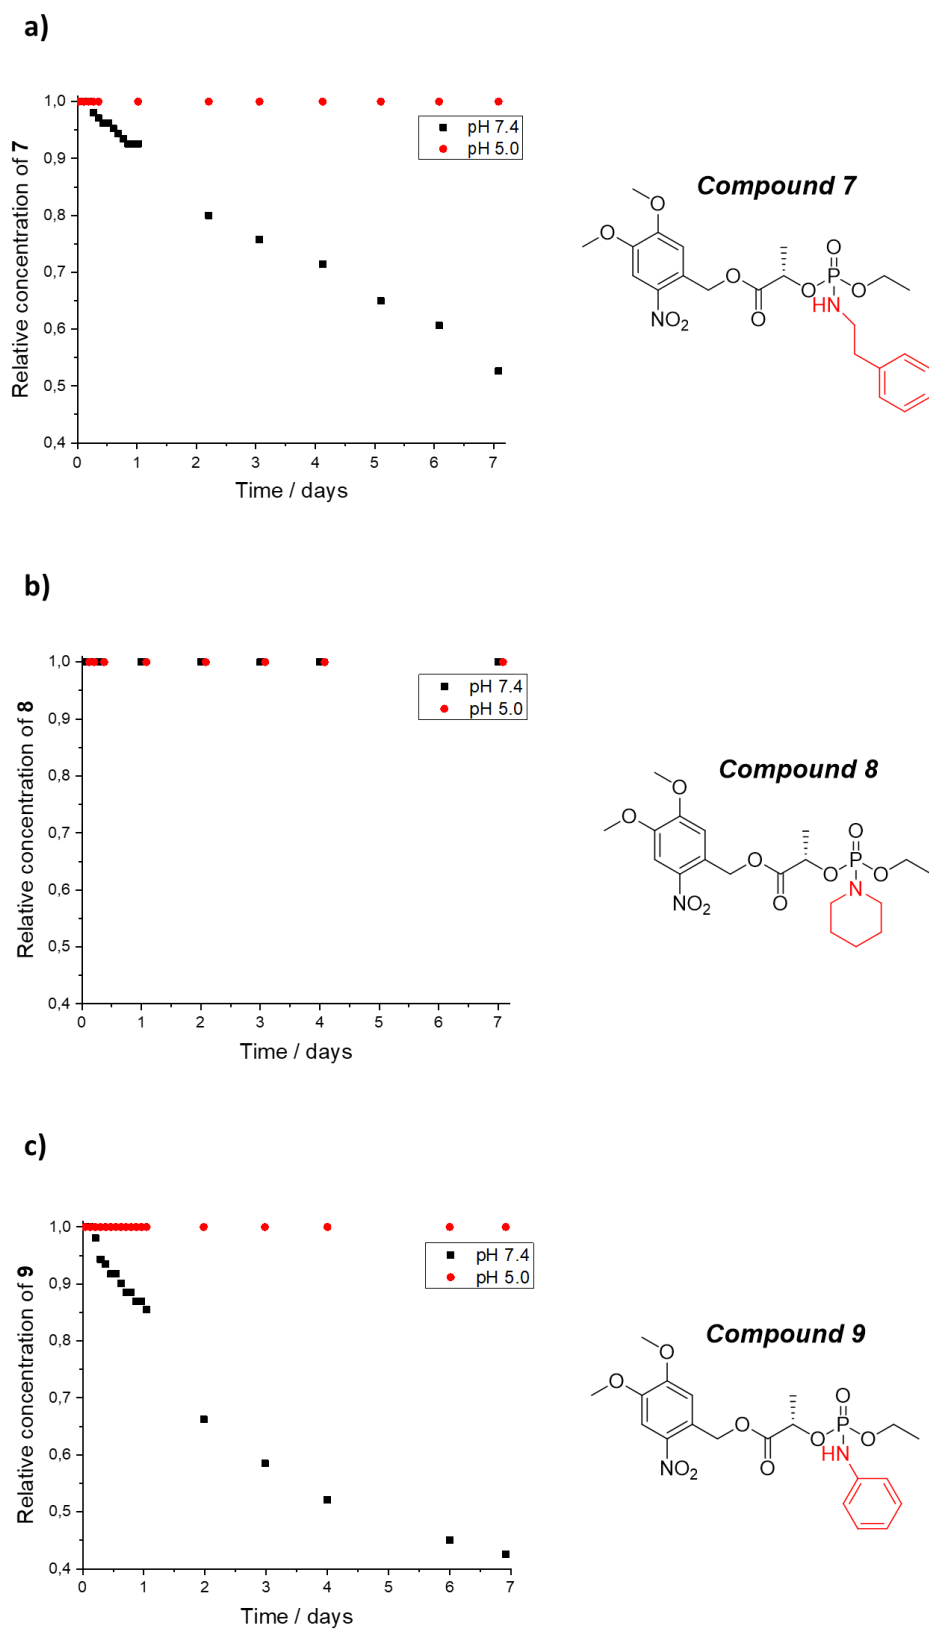 a)
1,0
0,9
0,8
0,7
0,6
0,5
0,4
0 1 2 3 4 5 6 7
Relative concentration of 7
Time / days
pH 7.4
pH 5.0
Compound 7
O
O
O
O
NO2
O
O
P
O
HN
b)
1,0
0,9
0,8
0,7
0,6
0,5
0,4
0 1 2 3 4 5 6 7
Relative concentration of 8
Time / days
pH 7.4
pH 5.0
Compound 8
O
O
O
O
NO2
O
O
P
O
N
c)
1,0
0,9
0,8
0,7
0,6
0,5
0,4
0 1 2 3 4 5 6 7
Relative concentration of 9
Time / days
pH 7.4
pH 5.0
Compound 9
O
O
O
O
NO2
O
O
P
O
HN